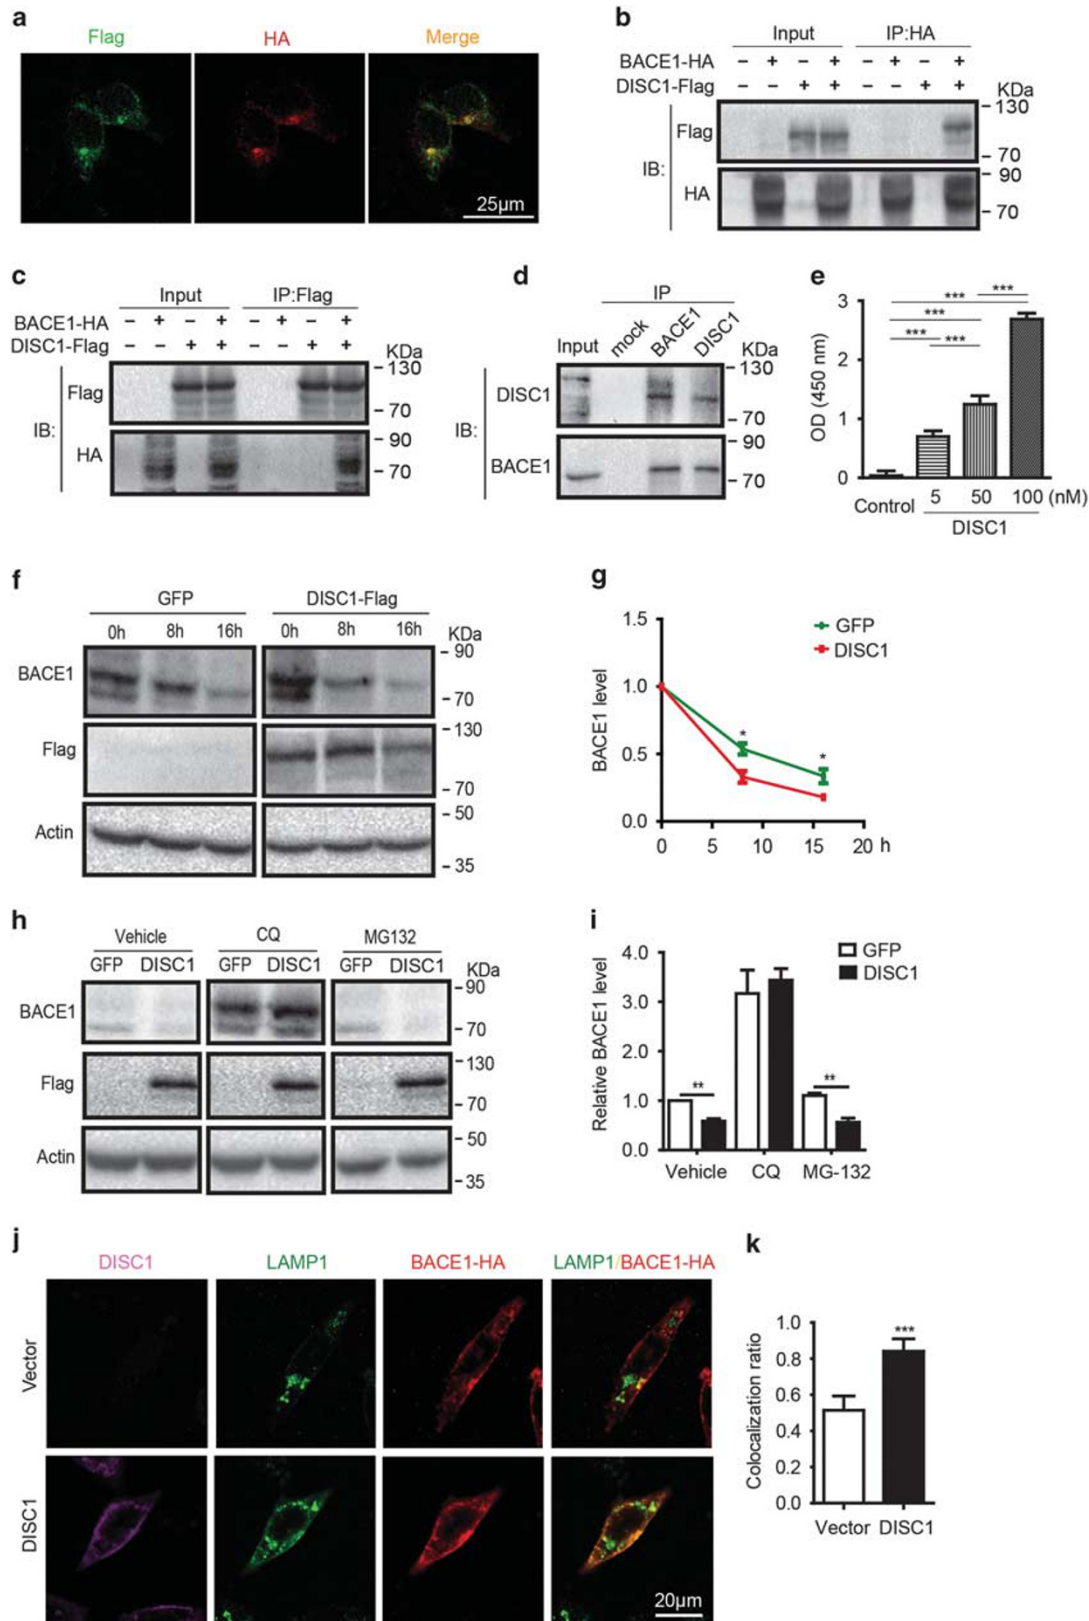 a
Flag HA Merge
25μm
b
Input IP:HA
BACE1-HA – + – + – + – +
DISC1-Flag – – + + – – + +
KDa
Flag
130
70
IB:
HA
90
70
c
Input IP:Flag
BACE1-HA – + – + – + – +
DISC1-Flag – – + + – – + +
KDa
Flag
130
70
IB:
HA
90
70
d
IP
Input mock BACE1 DISC1
KDa
DISC1
130
70
IB:
BACE1
90
70
e
OD (450 nm)
3
2
1
0
*** *** *** *** ***
Control 5 50 100 (nM)
DISC1
f
GFP DISC1-Flag
0h 8h 16h 0h 8h 16h
KDa
BACE1
90
70
Flag
130
70
Actin
50
35
g
BACE1 level
1.5
1.0
0.5
0.0
GFP
DISC1
* *
0 5 10 15 20 h
h
Vehicle CQ MG132
GFP DISC1 GFP DISC1 GFP DISC1
KDa
BACE1
90
70
Flag
130
70
Actin
50
35
i
Relative BACE1 level
4.0
3.0
2.0
1.0
0.0
GFP
DISC1
** **
Vehicle CQ MG-132
j
DISC1 LAMP1 BACE1-HA LAMP1/BACE1-HA
Vector
DISC1
20μm
k
Colocalization ratio
1.0
0.8
0.6
0.4
0.2
0.0
***
Vector DISC1